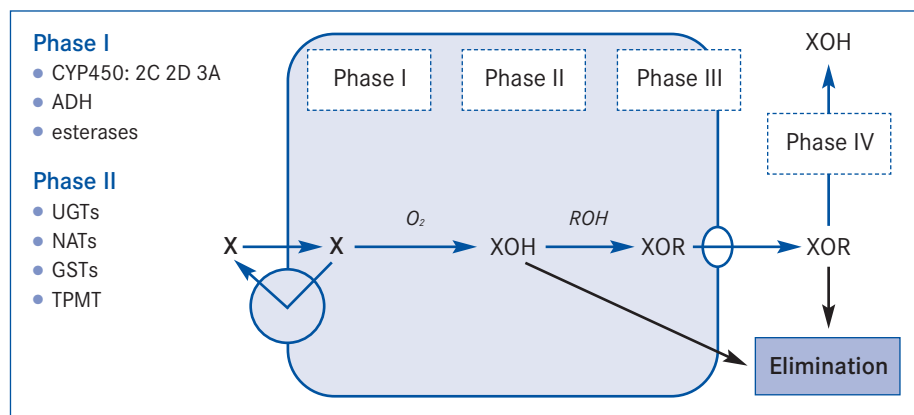 Phase I
CYP450: 2C 2D 3A
ADH
esterases
Phase II
UGTs
NATs
GSTs
TPMT
Phase I
Phase II
Phase III
XOH
Phase IV
X
X
O₂
XOH
ROH
XOR
XOR
Elimination